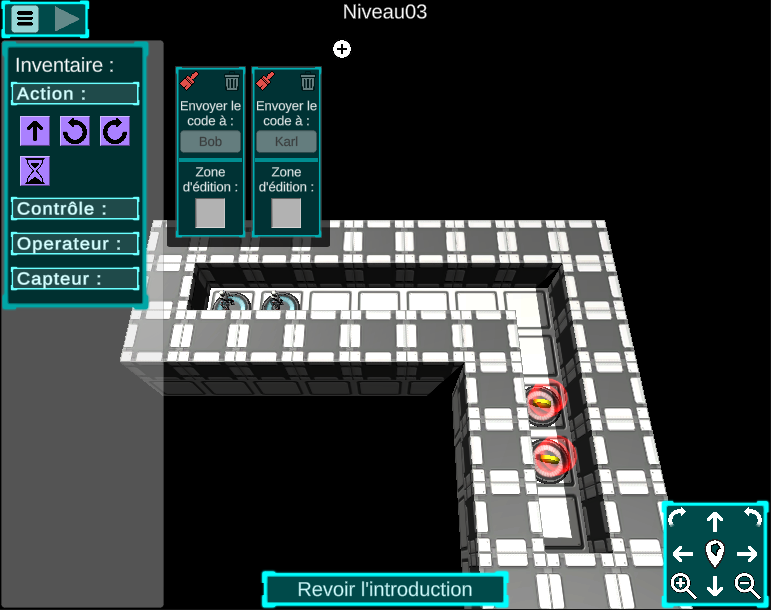 Niveau03
Inventaire :
Action :
Contrôle :
Operateur :
Capteur :
Envoyer le
code à :
Bob
Zone
d'édition :
Envoyer le
code à :
Karl
Zone
d'édition :
Revoir l'introduction